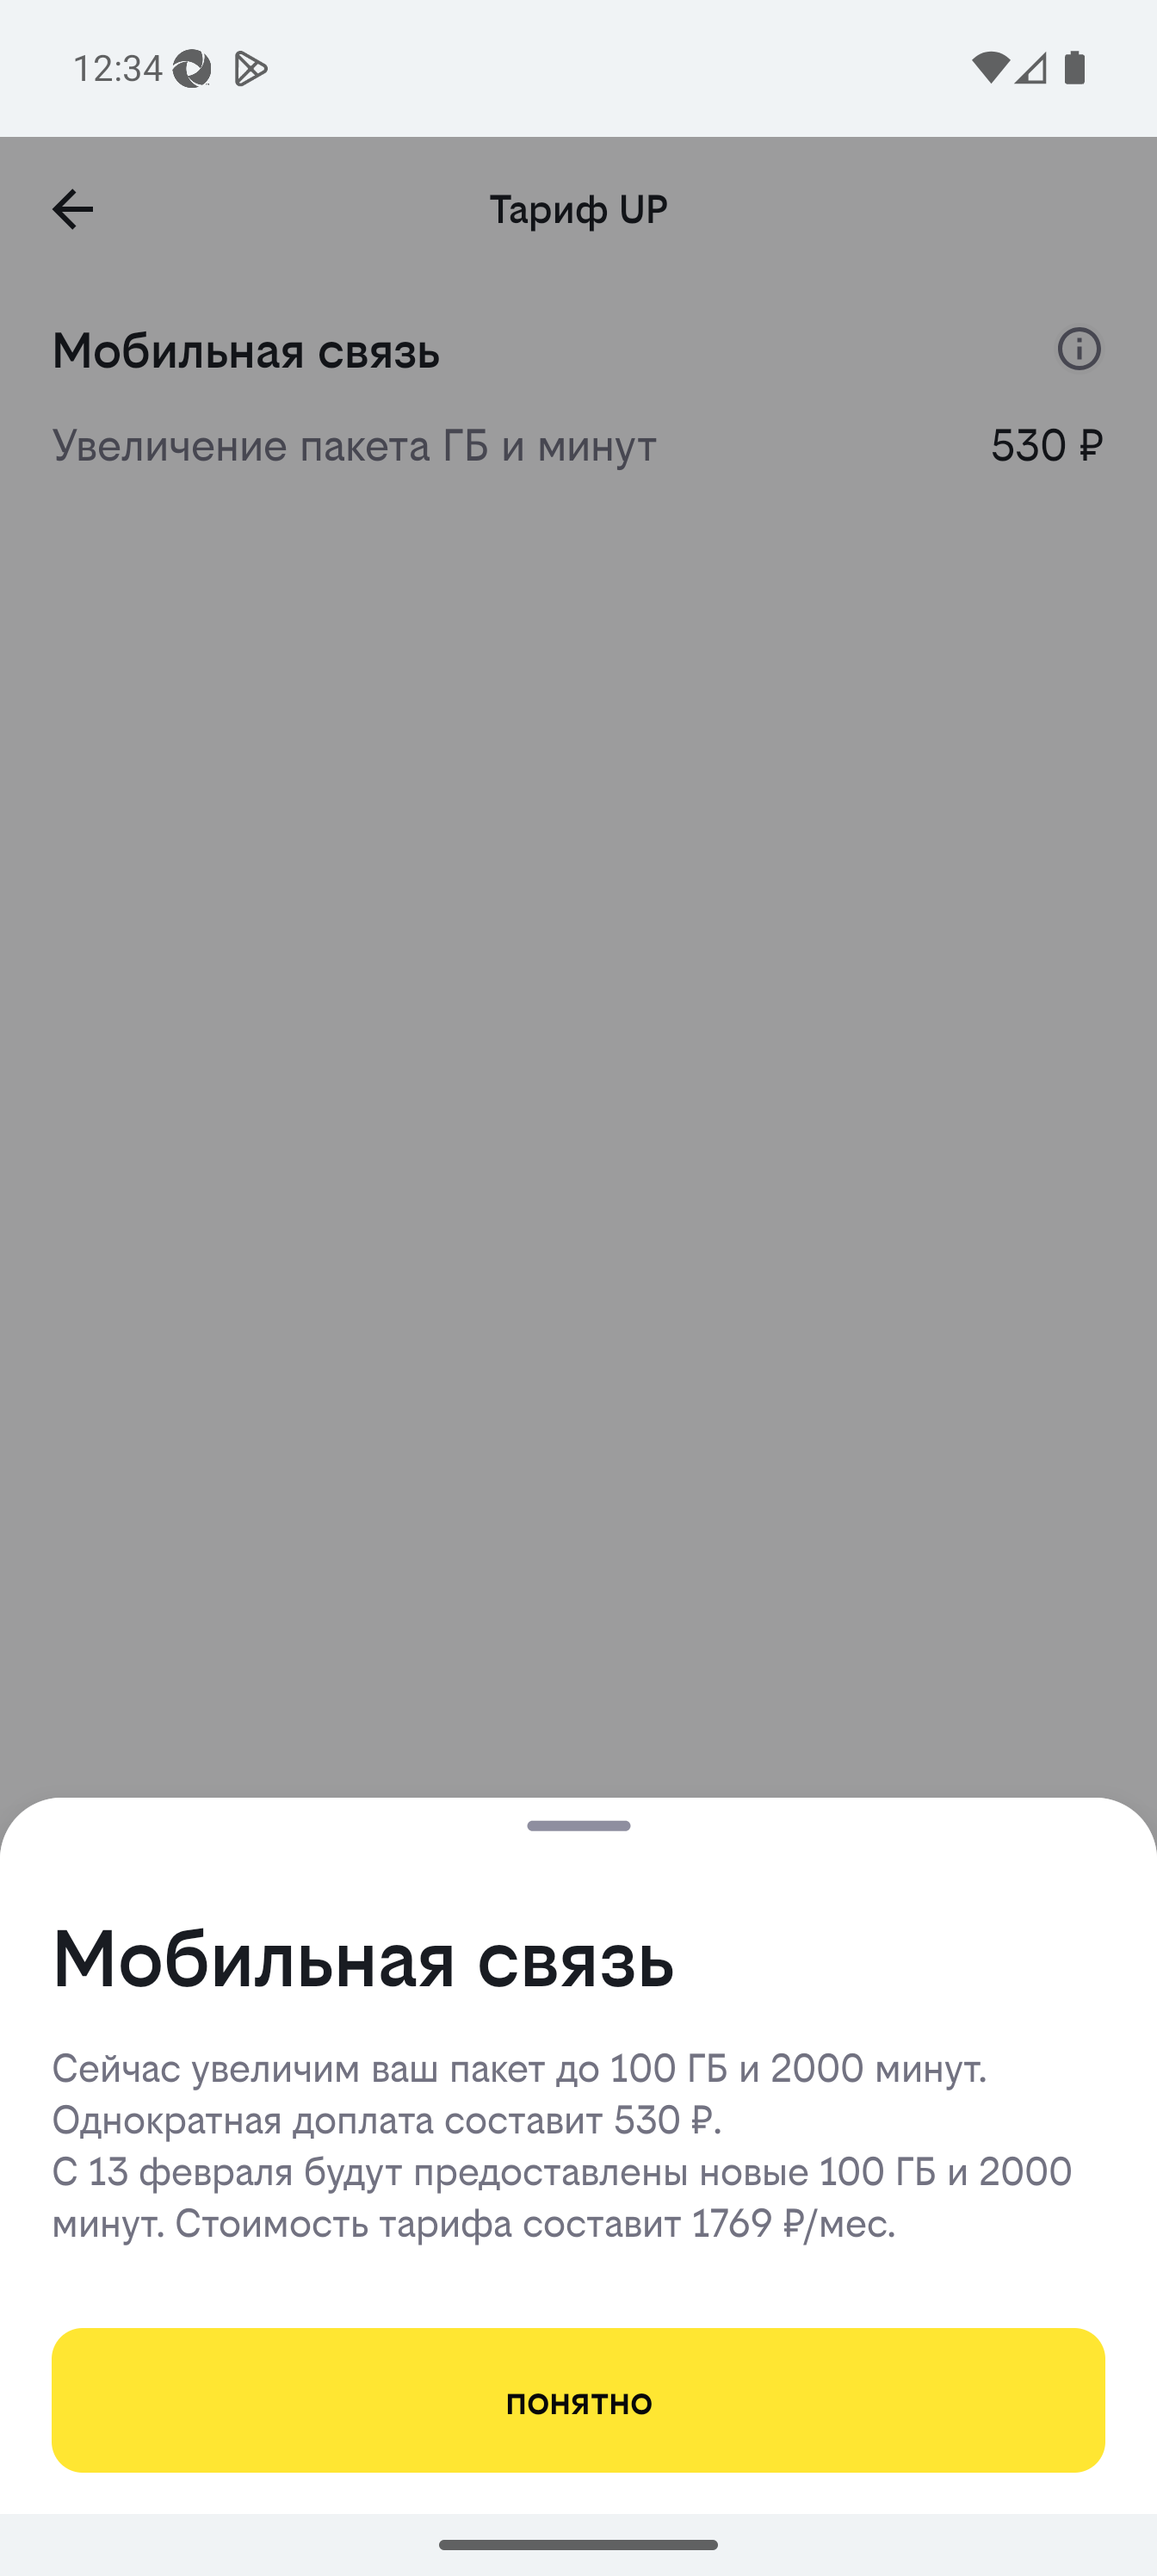 12:34
Тариф UP
Мобильная связь
Увеличение пакета ГБ и минут 530 ₽
Мобильная связь
Сейчас увеличим ваш пакет до 100 ГБ и 2000 минут.
Однократная доплата составит 530 ₽.
С 13 февраля будут предоставлены новые 100 ГБ и 2000
минут. Стоимость тарифа составит 1769 ₽/мес.
понятно